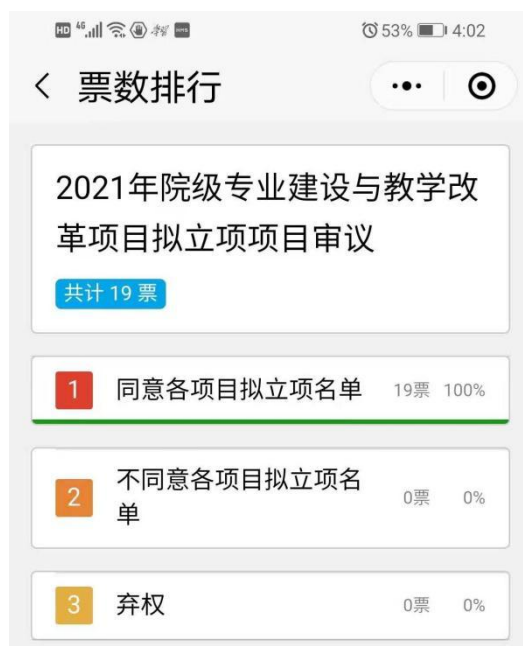 HD 46 53% 4:02
票数排行
2021年院级专业建设与教学改
革项目拟立项项目审议
共计 19 票
1 同意各项目拟立项名单 19票 100%
2 不同意各项目拟立项名 0票 0%
单
3 弃权 0票 0%